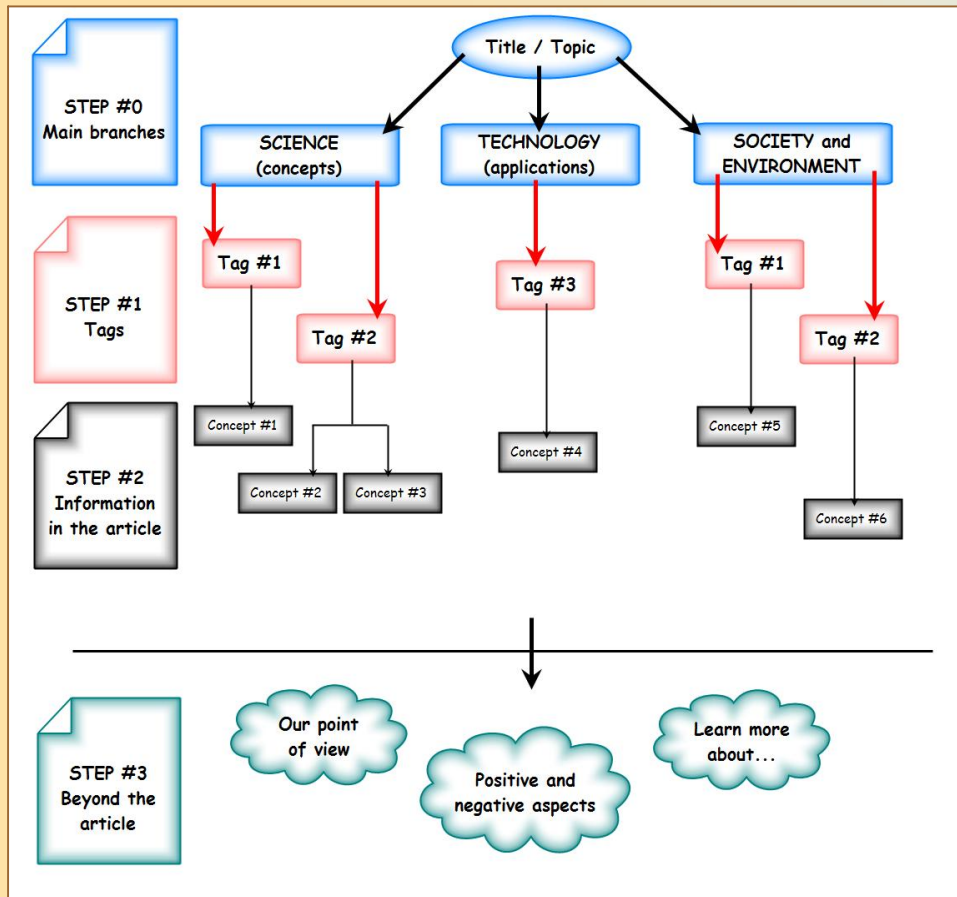 Title / Topic
STEP #0
Main branches
SCIENCE
(concepts)
TECHNOLOGY
(applications)
SOCIETY and
ENVIRONMENT
STEP #1
Tags
Tag #1
Tag #2
Tag #3
Tag #1
Tag #2
STEP #2
Information
in the article
Concept #1
Concept #2
Concept #3
Concept #4
Concept #5
Concept #6
STEP #3
Beyond the
article
Our point
of view
Positive and
negative aspects
Learn more
about...